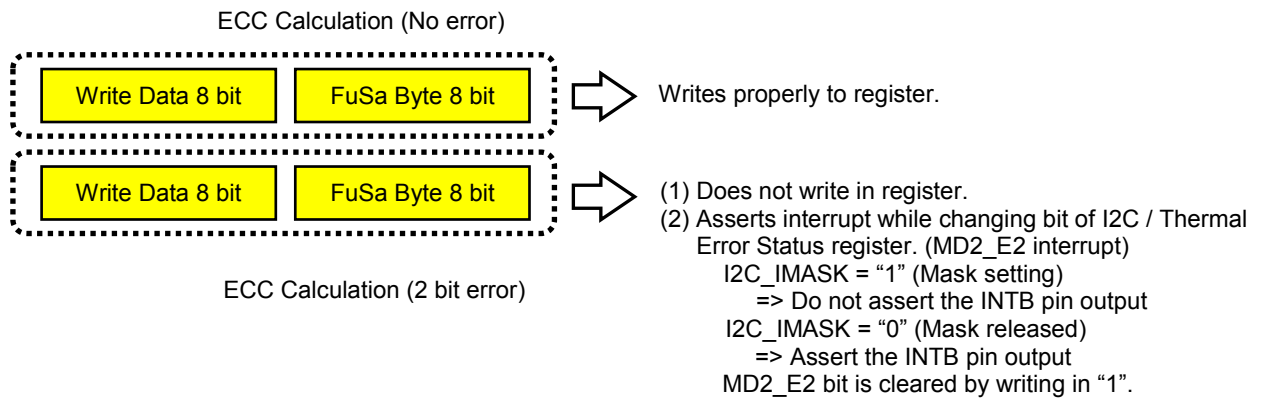 ECC Calculation (No error)
Write Data 8 bit
FuSa Byte 8 bit
Writes properly to register.
Write Data 8 bit
FuSa Byte 8 bit
(1) Does not write in register.
(2) Asserts interrupt while changing bit of I2C / Thermal
Error Status register. (MD2_E2 interrupt)
I2C_IMASK = “1” (Mask setting)
=> Do not assert the INTB pin output
I2C_IMASK = “0” (Mask released)
=> Assert the INTB pin output
MD2_E2 bit is cleared by writing in “1”.
ECC Calculation (2 bit error)